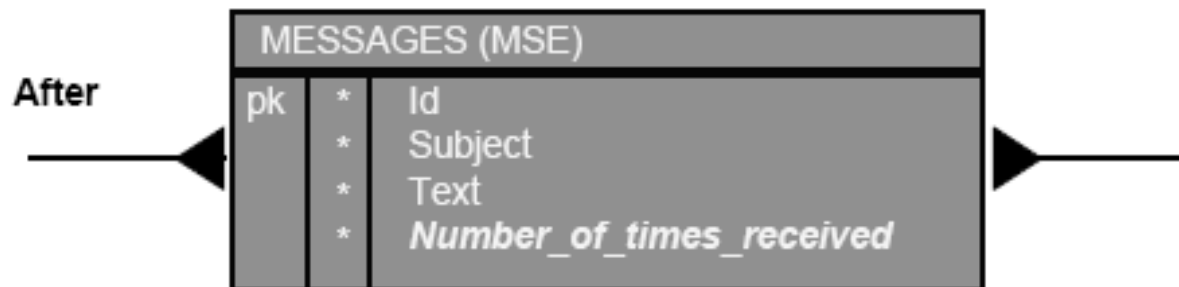 MESSAGES (MSE)
After
pk * Id
* Subject
* Text
* Number_of_times_received